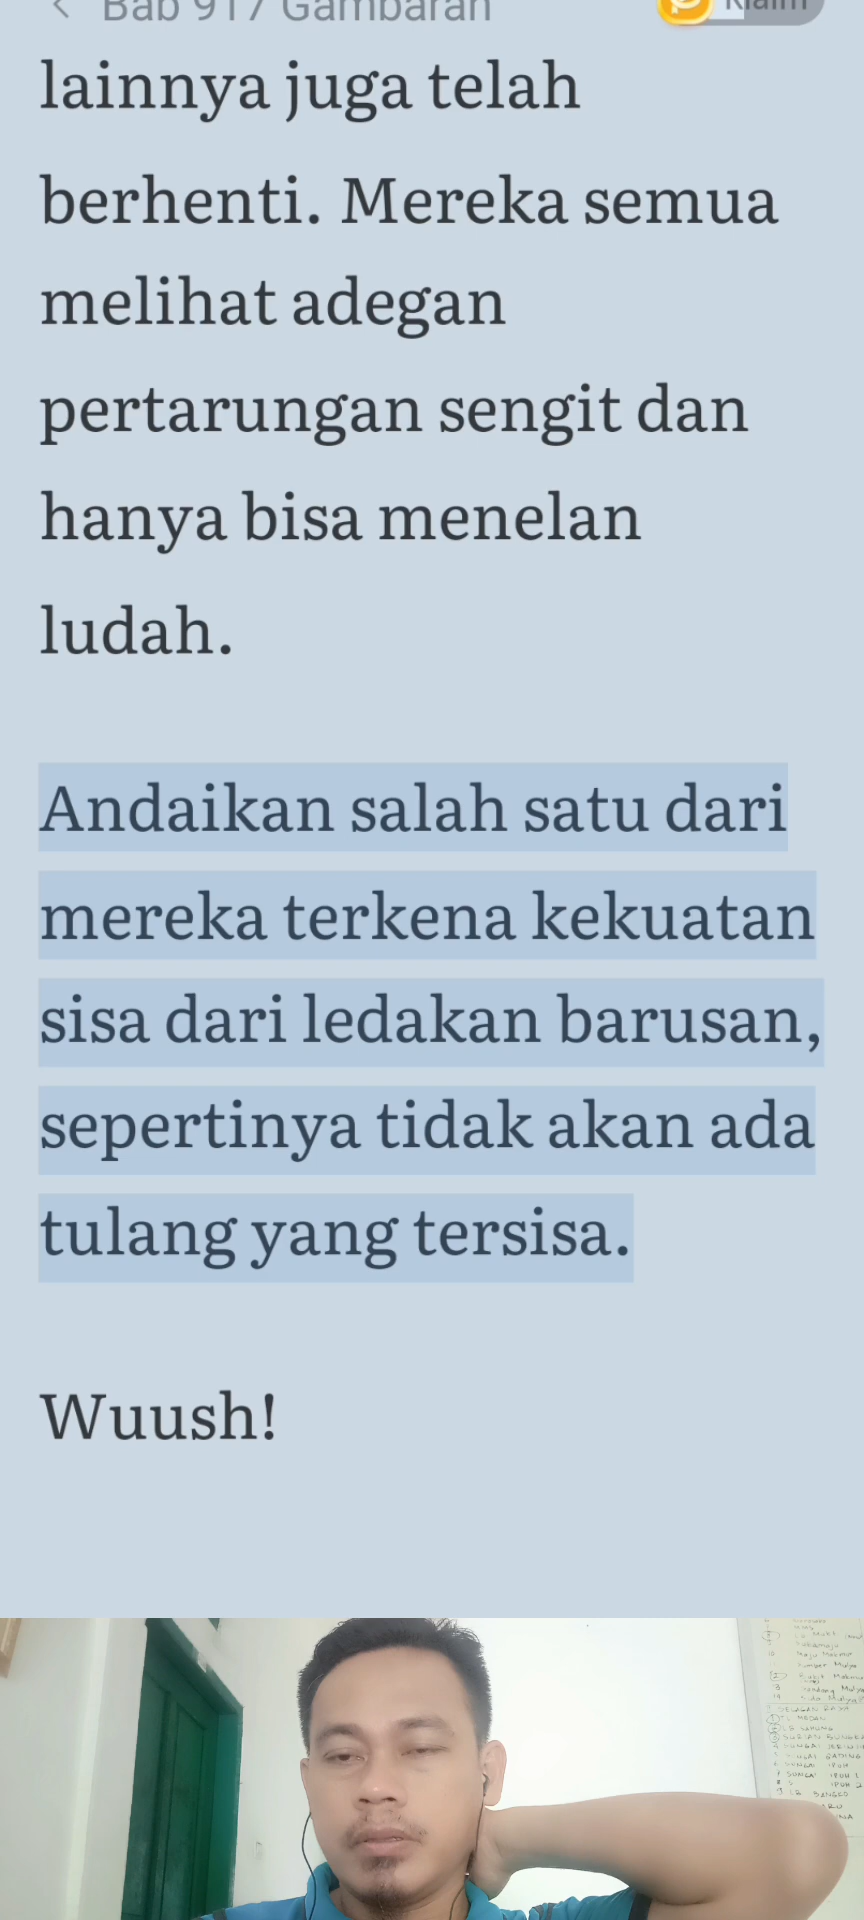 Bab 917 Gambaran
Klaim
lainnya juga telah
berhenti. Mereka semua
melihat adegan
pertarungan sengit dan
hanya bisa menelan
ludah.
Andaikan salah satu dari
mereka terkena kekuatan
sisa dari ledakan barusan,
sepertinya tidak akan ada
tulang yang tersisa.
Wuush!